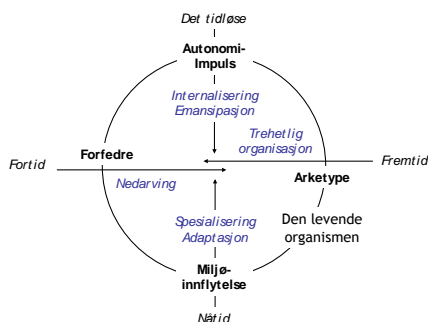 Det tidløse
Autonomi-
Impuls
Internalisering
Emansipasjon
Trehetlig
organisasjon
Forfedre
Fortid
Fremtid
Nedarving
Arketype
Spesialisering
Adaptasjon
Den levende
organismen
Miljø-
innflytelse
Nåtid